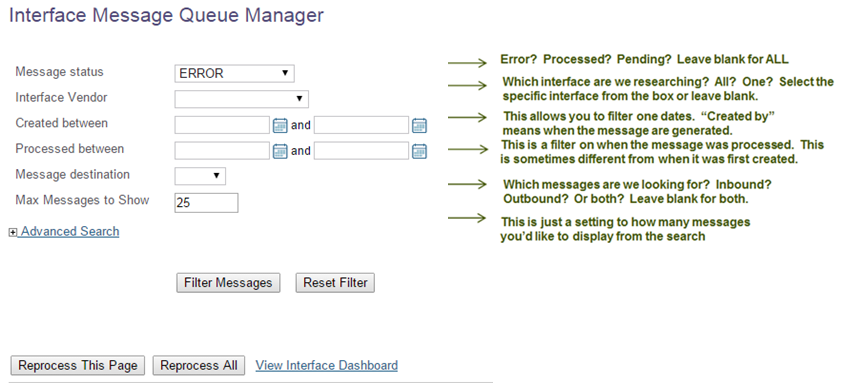 Interface Message Queue Manager
Message status
ERROR
Error? Processed? Pending? Leave blank for ALL
Interface Vendor
Which interface are we researching? All? One? Select the
specific interface from the box or leave blank.
Created between
and
This allows you to filter one dates. “Created by”
means when the message are generated.
Processed between
and
This is a filter on when the message was processed. This
is sometimes different from when it was first created.
Message destination
Which messages are we looking for? Inbound?
Outbound? Or both? Leave blank for both.
Max Messages to Show
25
This is just a setting to how many messages
you’d like to display from the search
Advanced Search
Filter Messages
Reset Filter
Reprocess This Page
Reprocess All
View Interface Dashboard